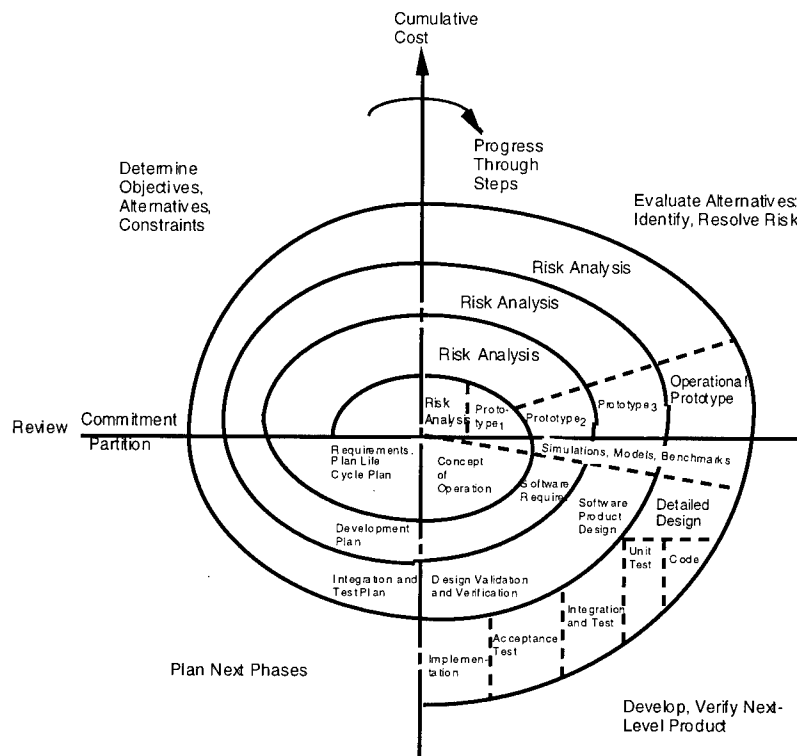 Cumulative
Cost
Progress
Through
Steps
Determine
Objectives,
Alternatives,
Constraints
Evaluate Alternatives:
Identify, Resolve Risk
Risk Analysis
Risk Analysis
Risk Analysis
Risk
Analysis
Proto-
type1
Prototype2
Prototype3
Operational
Prototype
Review
Commitment
Partition
Simulations, Models, Benchmarks
Requirements.
Plan Life
Cycle Plan
Concept
of
Operation
Software
Require.
Software
Product
Design
Detailed
Design
Development
Plan
Unit
Test
Code
Integration and
Test Plan
Design Validation
and Verification
Integration
and Test
Acceptance
Test
Implemen-
tation
Plan Next Phases
Develop, Verify Next-
Level Product